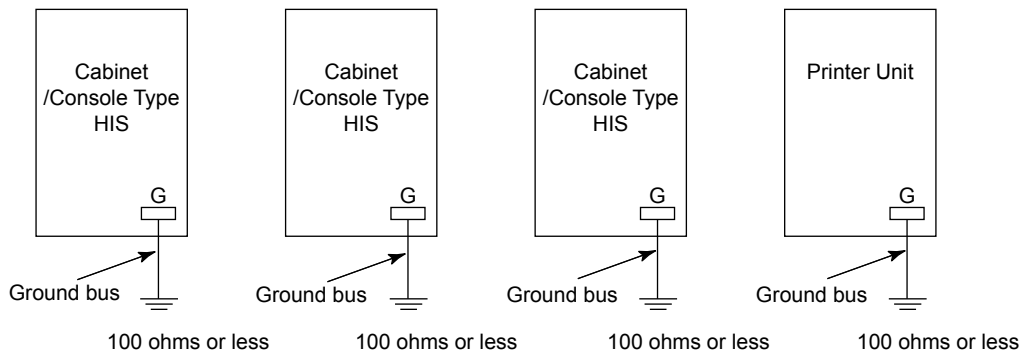 Cabinet
/Console Type
HIS
G
Ground bus
100 ohms or less
Cabinet
/Console Type
HIS
G
Ground bus
100 ohms or less
Cabinet
/Console Type
HIS
G
Ground bus
100 ohms or less
Printer Unit
G
Ground bus
100 ohms or less